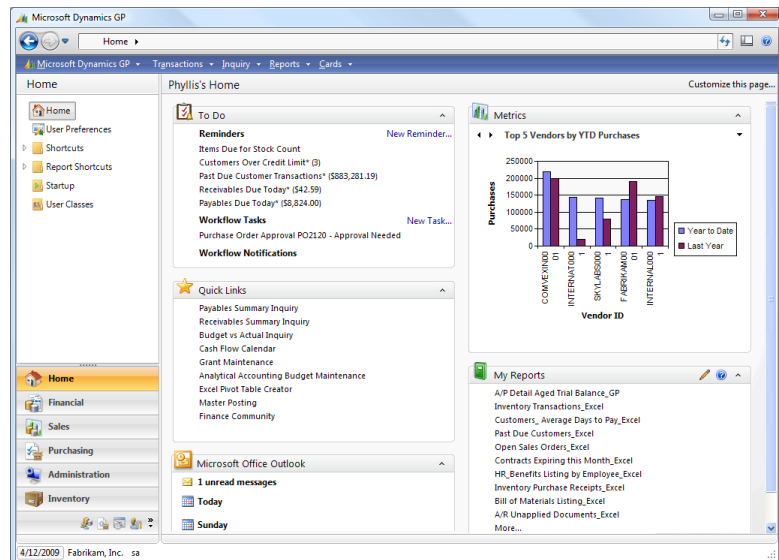 Microsoft Dynamics GP
Home
Microsoft Dynamics GP Transactions Inquiry Reports Cards
Home
Home
User Preferences
Shortcuts
Report Shortcuts
Startup
User Classes
Home
Financial
Sales
Purchasing
Administration
Inventory
Phyllis's Home
Customize this page...
To Do
Reminders New Reminder...
Items Due for Stock Count
Customers Over Credit Limit* (3)
Past Due Customer Transactions* ($883,281.19)
Receivables Due Today* ($42.59)
Payables Due Today* ($8,824.00)
Workflow Tasks New Task...
Purchase Order Approval PO2120 - Approval Needed
Workflow Notifications
Quick Links
Payables Summary Inquiry
Receivables Summary Inquiry
Budget vs Actual Inquiry
Cash Flow Calendar
Grant Maintenance
Analytical Accounting Budget Maintenance
Excel Pivot Table Creator
Master Posting
Finance Community
Microsoft Office Outlook
1 unread messages
Today
Sunday
Metrics
Top 5 Vendors by YTD Purchases
250000
200000
150000
100000
50000
0
Purchases
COMVEXIN00
01
INTERNAT000
1
SKYLABS000
1
FABRIKAM00
01
INTERNAL000
1
Vendor ID
Year to Date
Last Year
My Reports
A/P Detail Aged Trial Balance_GP
Inventory Transactions_Excel
Customers_ Average Days to Pay_Excel
Past Due Customers_Excel
Open Sales Orders_Excel
Contracts Expiring this Month_Excel
HR_Benefits Listing by Employee_Excel
Inventory Purchase Receipts_Excel
Bill of Materials Listing_Excel
A/R Unapplied Documents_Excel
More...
4/12/2009 Fabrikam, Inc. sa